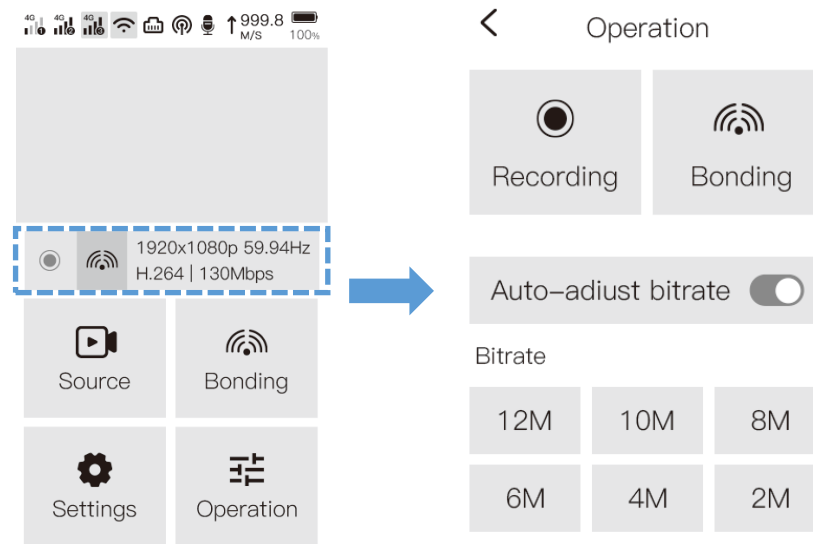 4G 4G 4G 999.8
M/S 100%
1920x1080p 59.94Hz
H.264 | 130Mbps
Source Bonding
Settings Operation
Operation
Recording Bonding
Auto-adiust bitrate
Bitrate
12M 10M 8M
6M 4M 2M